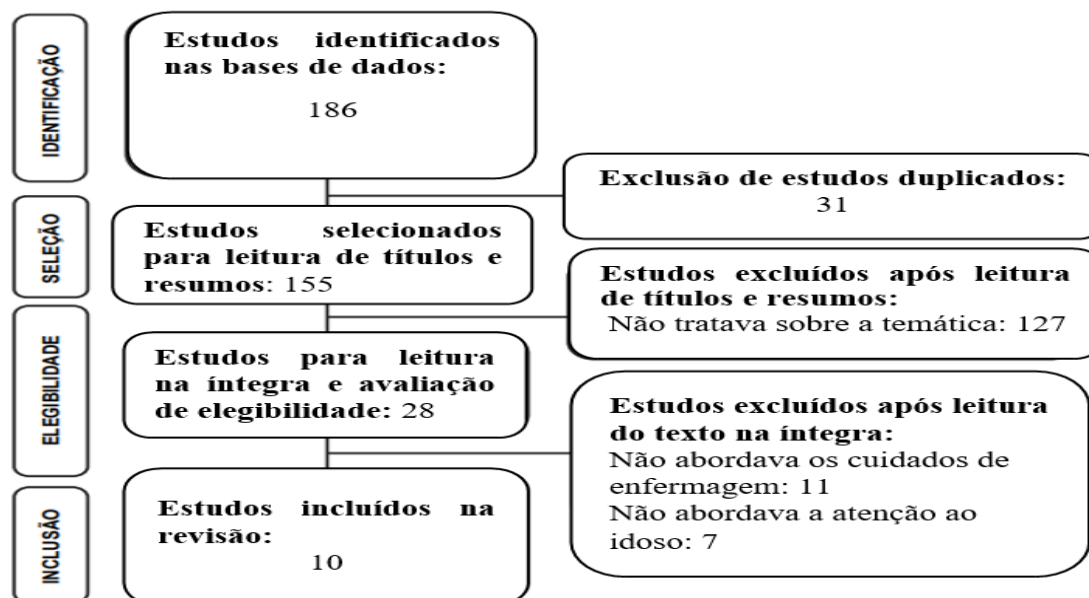 IDENTIFICAÇÃO
Estudos identificados
nas bases de dados:
186
Exclusão de estudos duplicados:
31
SELEÇÃO
Estudos selecionados
para leitura de títulos e
resumos: 155
Estudos excluídos após leitura
de títulos e resumos:
Não tratava sobre a temática: 127
ELEGIBILIDADE
Estudos para leitura
na íntegra e avaliação
de elegibilidade: 28
Estudos excluídos após leitura
do texto na íntegra:
Não abordava os cuidados de
enfermagem: 11
Não abordava a atenção ao
idoso: 7
INCLUSÃO
Estudos incluídos na
revisão:
10